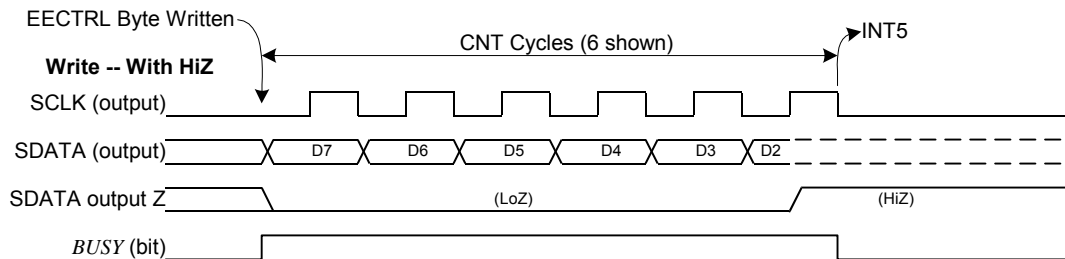 EECTRL Byte Written
CNT Cycles (6 shown)
INT5
Write -- With HiZ
SCLK (output)
SDATA (output) D7 D6 D5 D4 D3 D2
SDATA output Z (LoZ) (HiZ)
BUSY (bit)